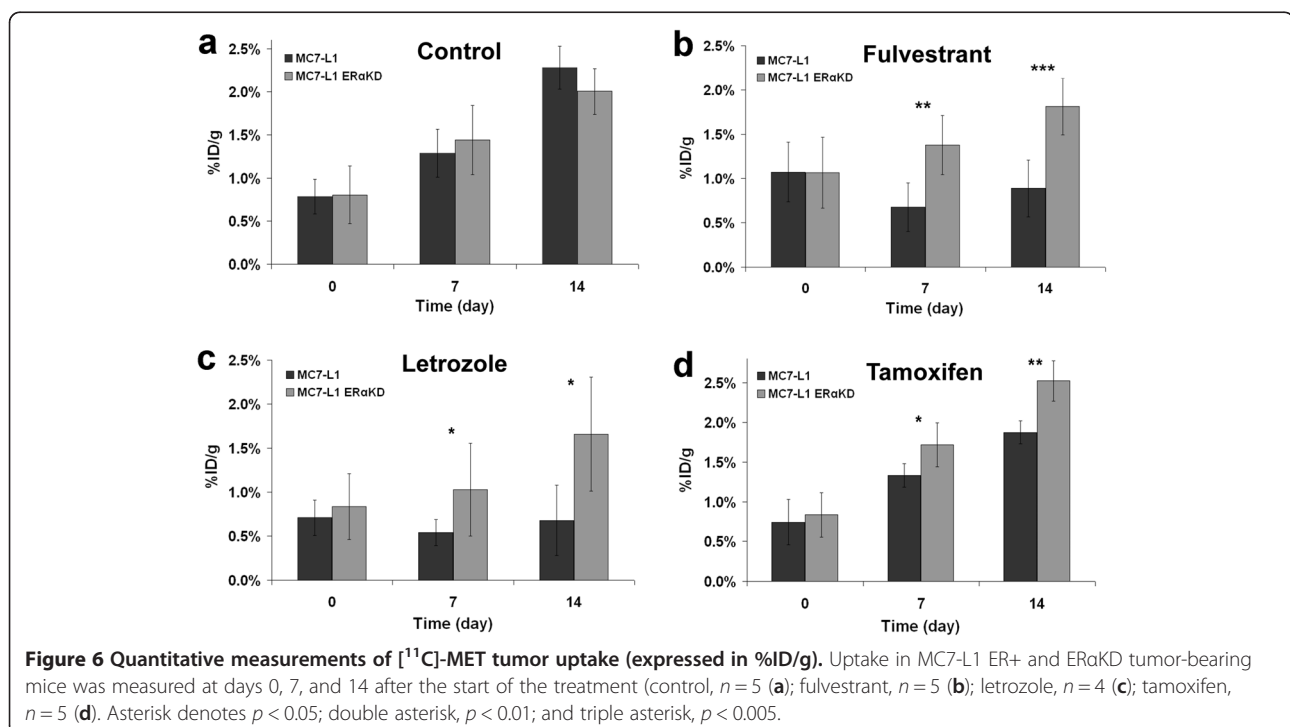 a
Control
MC7-L1
MC7-L1 ERαKD
2.5%
2.0%
1.5%
1.0%
0.5%
0.0%
%ID/g
0 7 14
Time (day)
b
Fulvestrant
MC7-L1
MC7-L1 ERαKD
2.5%
2.0%
1.5%
1.0%
0.5%
0.0%
%ID/g
** ***
0 7 14
Time (day)
c
Letrozole
MC7-L1
MC7-L1 ERαKD
2.5%
2.0%
1.5%
1.0%
0.5%
0.0%
%ID/g
* *
0 7 14
Time (day)
d
Tamoxifen
MC7-L1
MC7-L1 ERαKD
2.5%
2.0%
1.5%
1.0%
0.5%
0.0%
%ID/g
* **
0 7 14
Time (day)
Figure 6 Quantitative measurements of [¹¹C]-MET tumor uptake (expressed in %ID/g). Uptake in MC7-L1 ER+ and ERαKD tumor-bearing
mice was measured at days 0, 7, and 14 after the start of the treatment (control, n = 5 (a); fulvestrant, n = 5 (b); letrozole, n = 4 (c); tamoxifen,
n = 5 (d). Asterisk denotes p < 0.05; double asterisk, p < 0.01; and triple asterisk, p < 0.005.